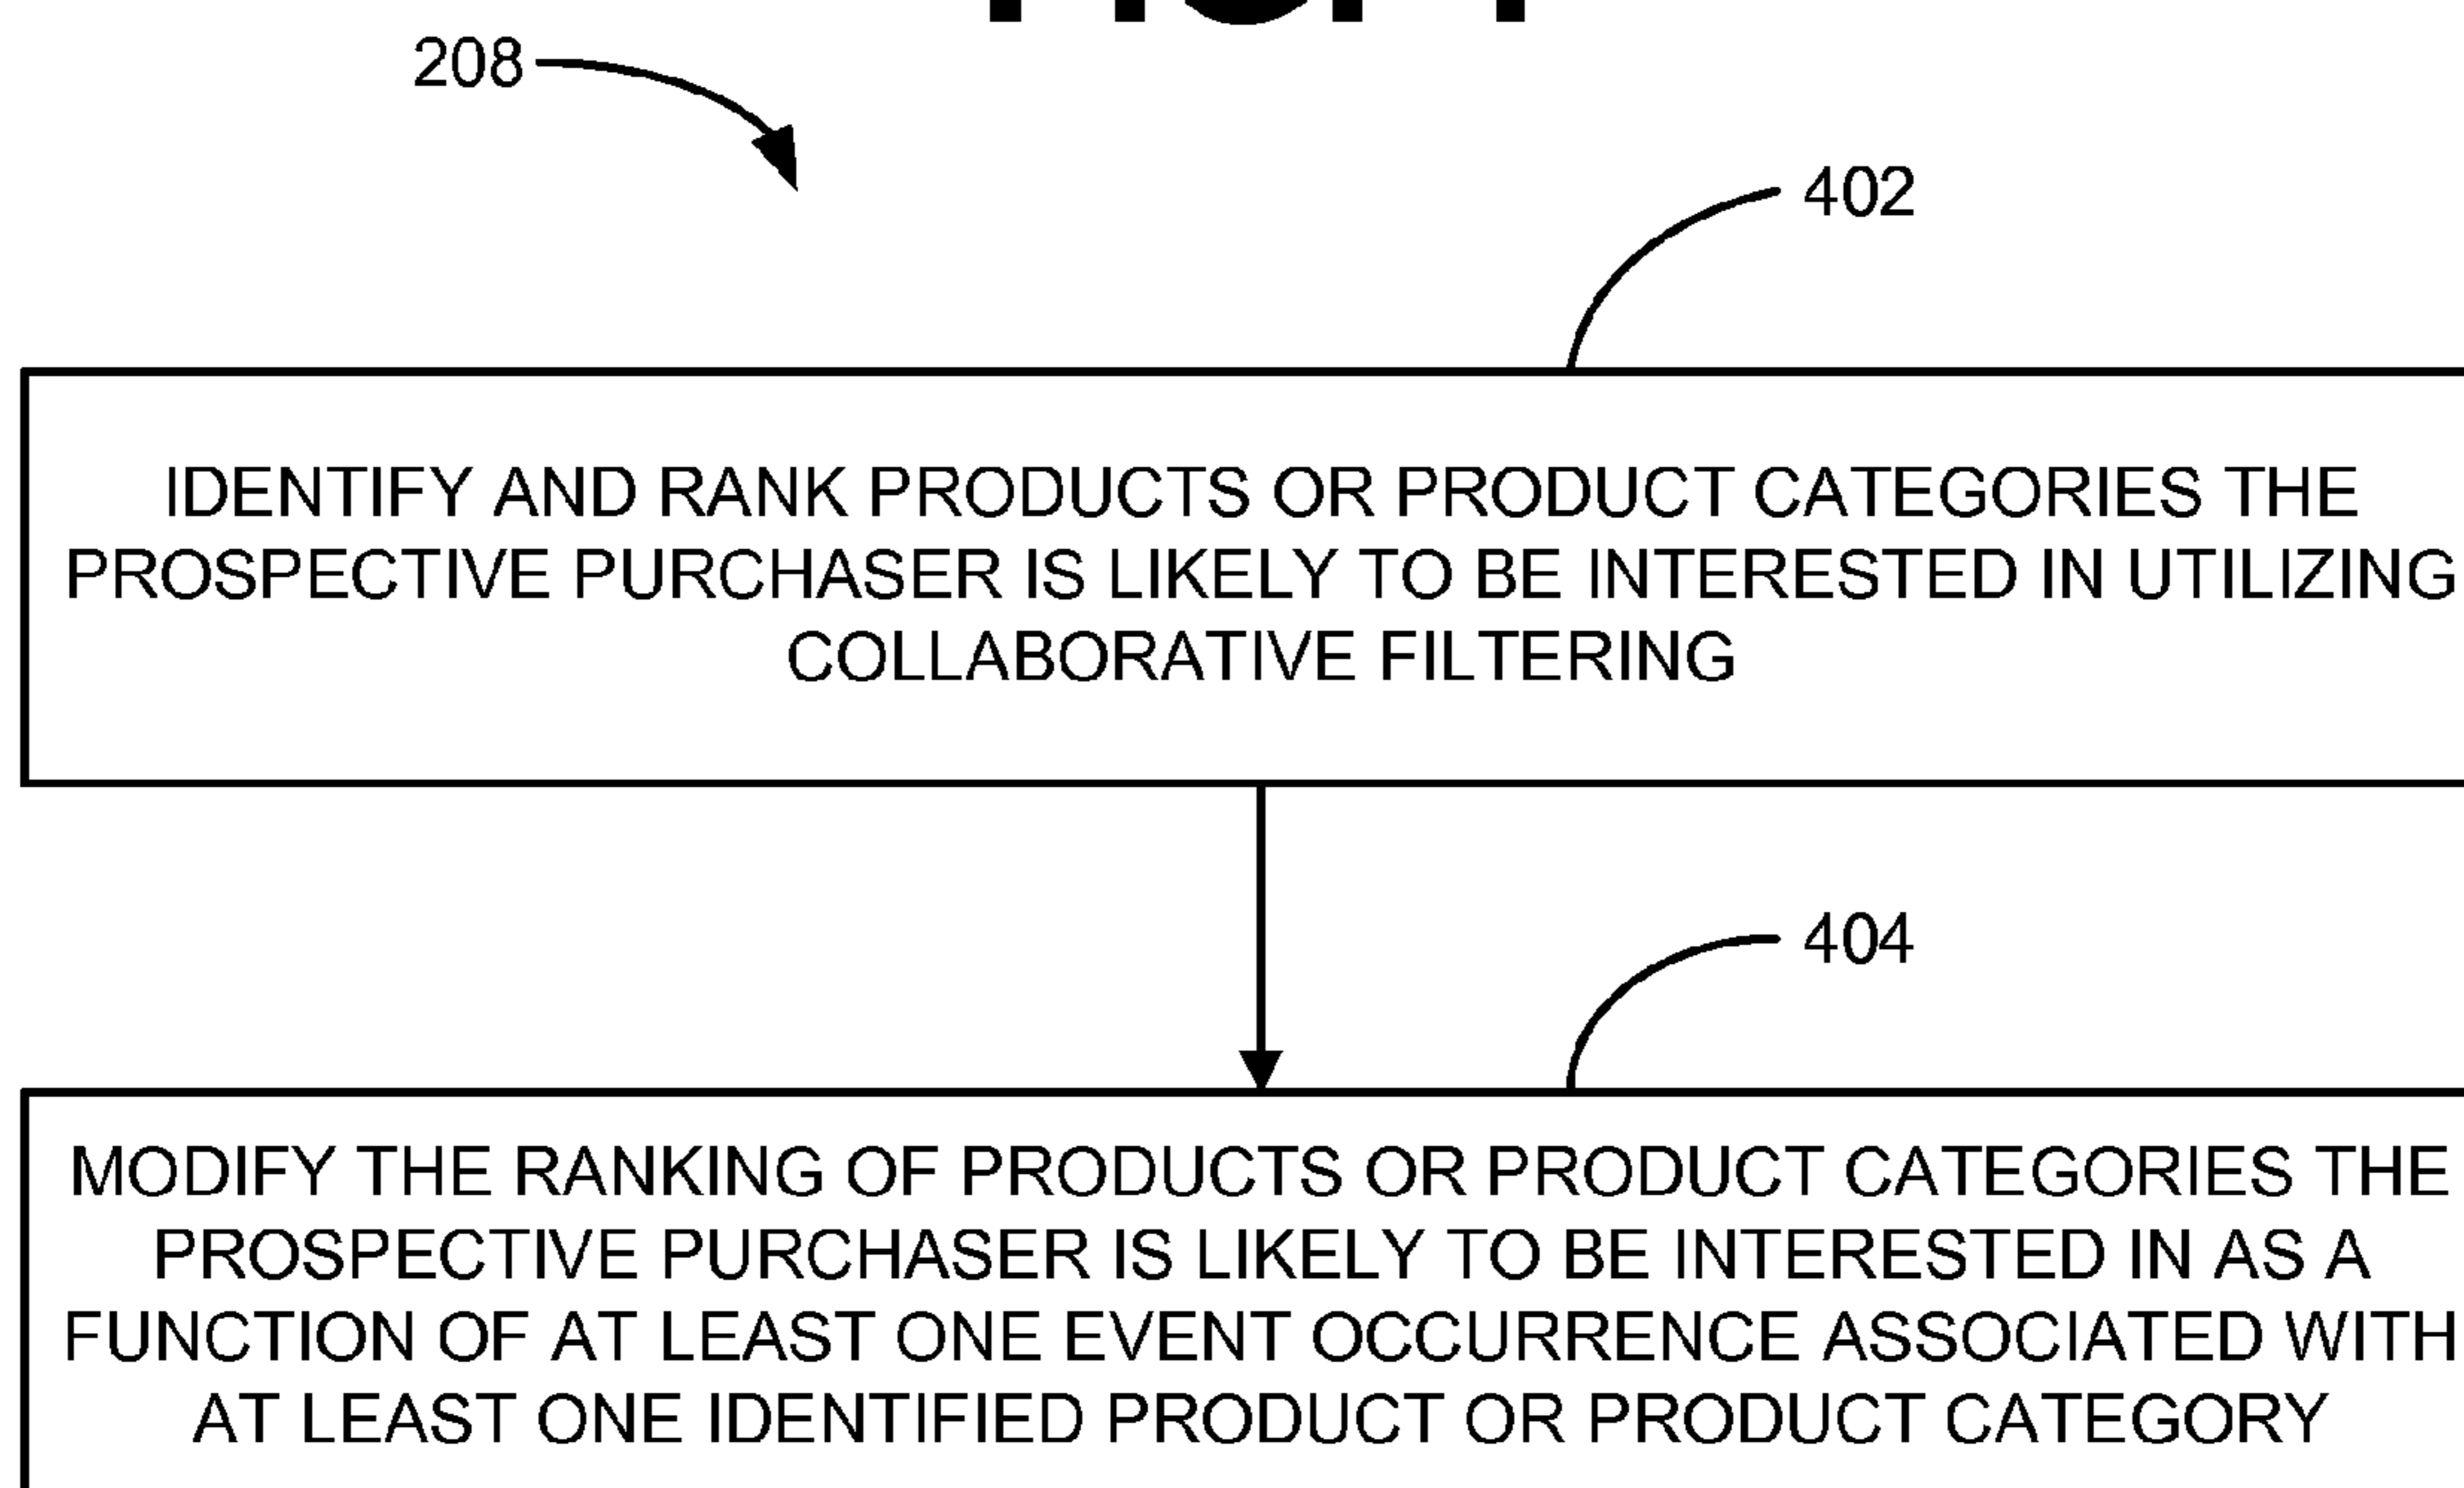 208
402
IDENTIFY AND RANK PRODUCTS OR PRODUCT CATEGORIES THE
PROSPECTIVE PURCHASER IS LIKELY TO BE INTERESTED IN UTILIZING
COLLABORATIVE FILTERING
404
MODIFY THE RANKING OF PRODUCTS OR PRODUCT CATEGORIES THE
PROSPECTIVE PURCHASER IS LIKELY TO BE INTERESTED IN AS A
FUNCTION OF AT LEAST ONE EVENT OCCURRENCE ASSOCIATED WITH
AT LEAST ONE IDENTIFIED PRODUCT OR PRODUCT CATEGORY